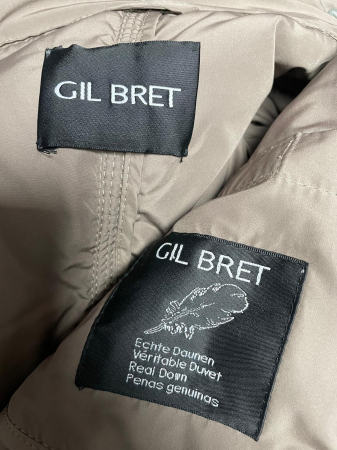 GIL BRET
GIL BRET
Echte Daunen
Véritable Duvet
Real Down
Penas genuinas